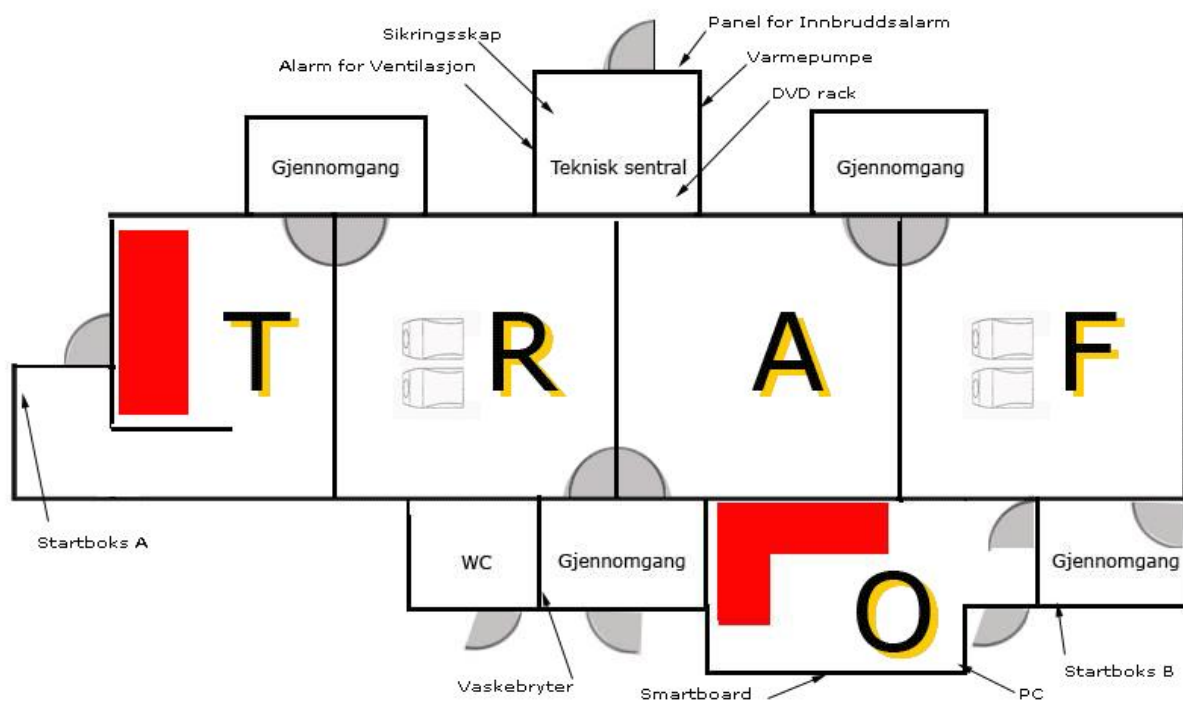 Panel for Innbruddsalarm
Sikringsskap
Varmepumpe
Alarm for Ventilasjon
DVD rack
Gjennomgang
Teknisk sentral
Gjennomgang
T
R
A
F
Startboks A
WC
Gjennomgang
O
Gjennomgang
Vaskebryter
Smartboard
PC
Startboks B